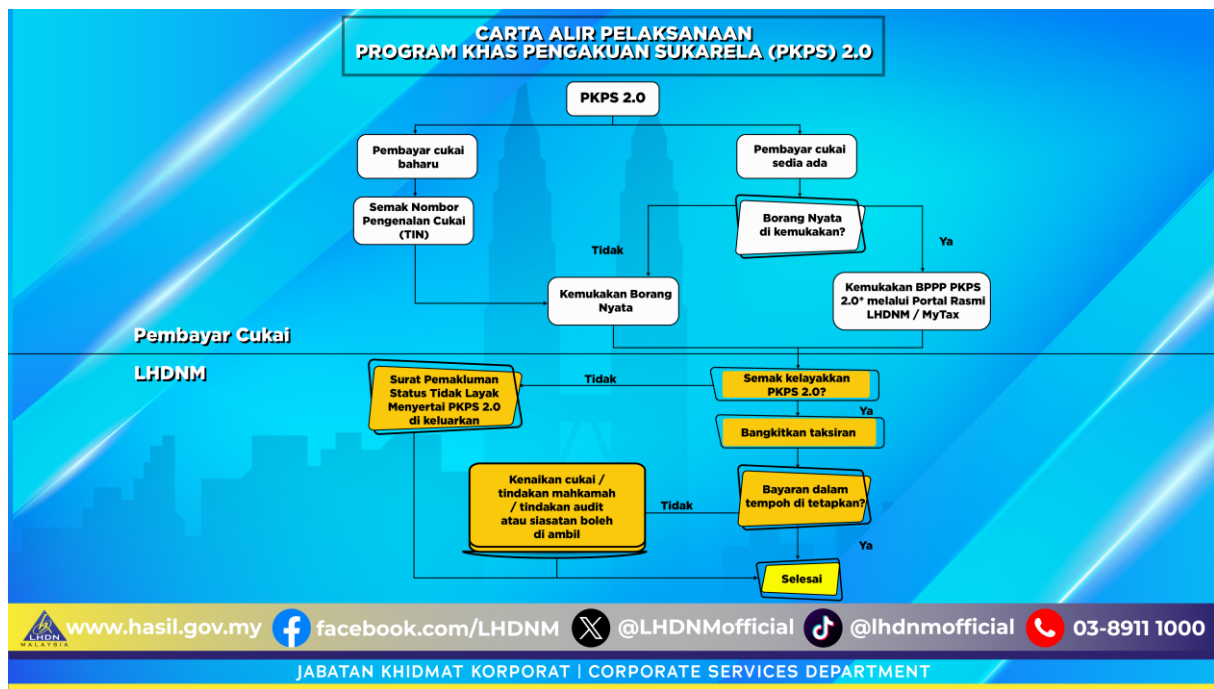 CARTA ALIR PELAKSANAAN
PROGRAM KHAS PENGAKUAN SUKARELA (PKPS) 2.0
PKPS 2.0
Pembayar cukai
baharu
Pembayar cukai
sedia ada
Semak Nombor
Pengenalan Cukai
(TIN)
Borang Nyata
di kemukakan?
Tidak
Ya
Kemukakan Borang
Nyata
Kemukakan BPPP PKPS
2.0* melalui Portal Rasmi
LHDNM / MyTax
Pembayar Cukai
LHDNM
Surat Pemakluman
Status Tidak Layak
Menyertai PKPS 2.0
di keluarkan
Tidak
Semak kelayakkan
PKPS 2.0?
Ya
Bangkitkan taksiran
Kenaikan cukai /
tindakan mahkamah
/ tindakan audit
atau siasatan boleh
di ambil
Tidak
Bayaran dalam
tempoh di tetapkan?
Ya
Selesai
LHDN
MALAYSIA
www.hasil.gov.my
facebook.com/LHDNM
@LHDNMofficial
@lhdnmofficial
03-8911 1000
JABATAN KHIDMAT KORPORAT | CORPORATE SERVICES DEPARTMENT